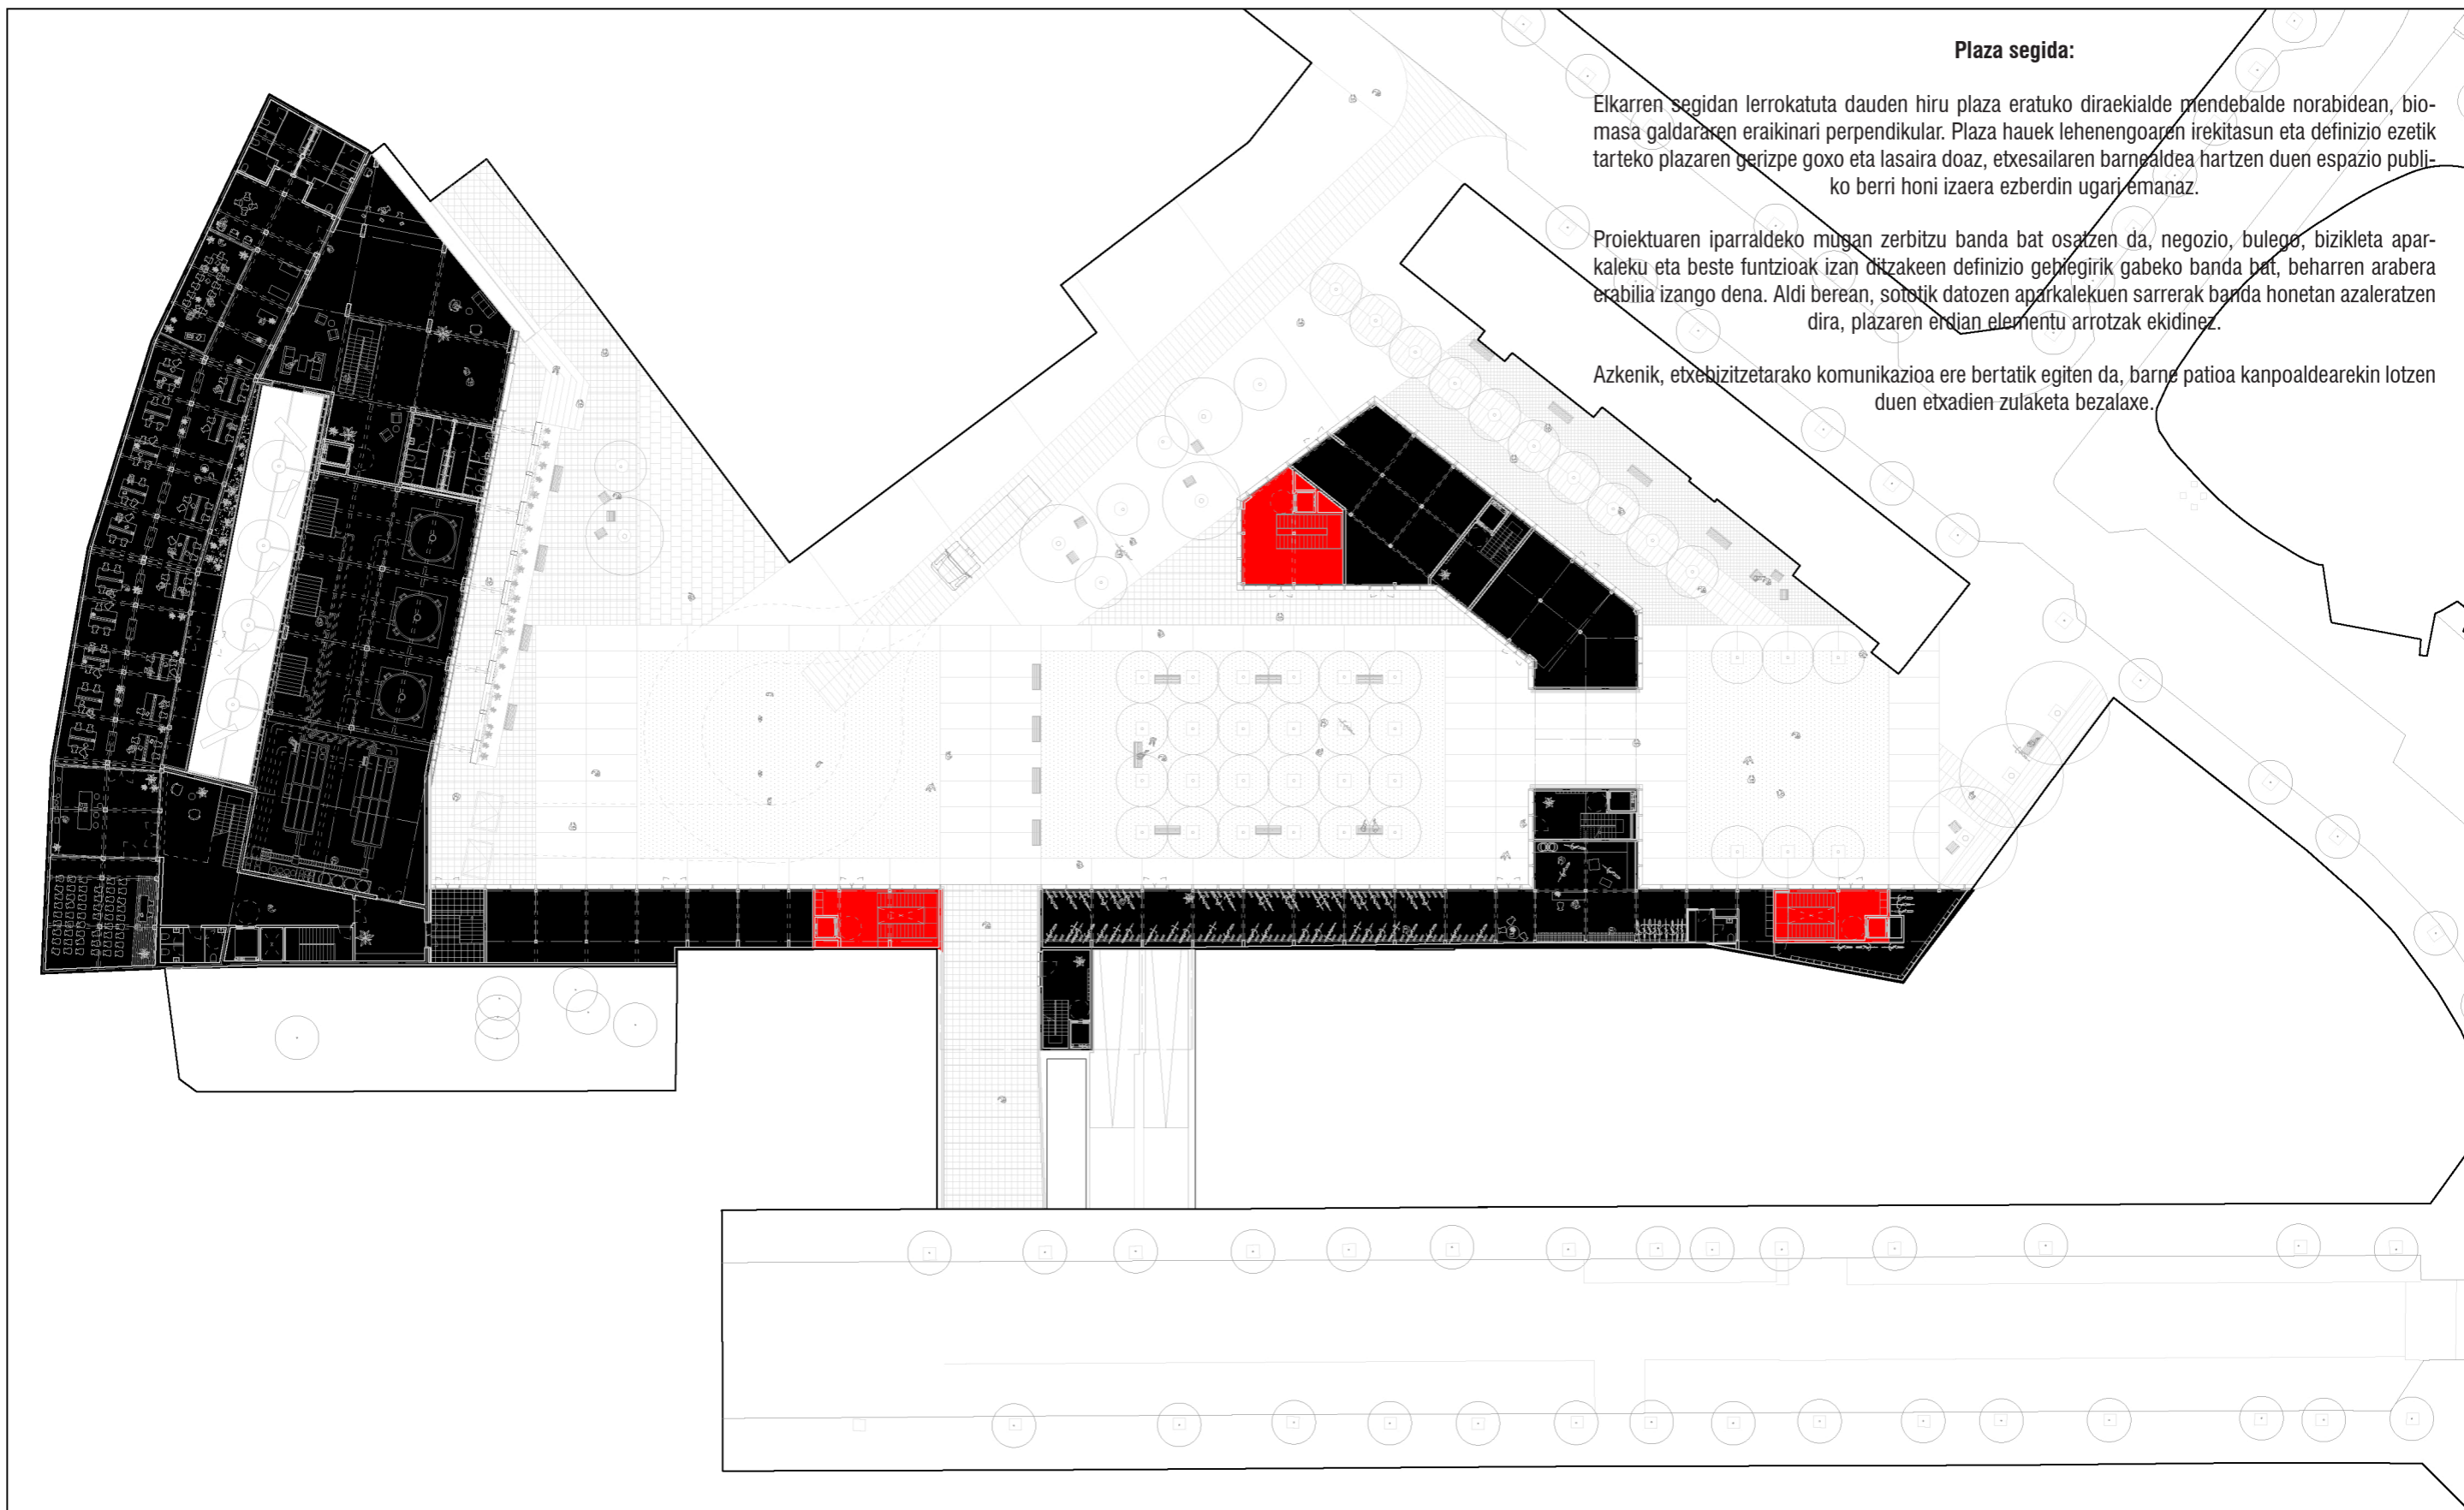 Plaza segida:
Elkarren segidan lerrokatuta dauden hiru plaza eratuko diraekialde mendebalde norabidean, bio-
masa galdararen eraikinari perpendikular. Plaza hauek lehenengoaren irekitasun eta definizio ezetik
tarteko plazaren gerizpe goxo eta lasaira doaz, etxesailaren barnealdea hartzen duen espazio publi-
ko berri honi izaera ezberdin ugari emanaz.
Proiektuaren iparraldeko mugan zerbitzu banda bat osatzen da, negozio, bulego, bizikleta apar-
kaleku eta beste funtzioak izan ditzakeen definizio gehiegirik gabeko banda bat, beharren arabera
erabilia izango dena. Aldi berean, sototik datozen aparkalekuen sarrerak banda honetan azaleratzen
dira, plazaren erdian elementu arrotzak ekidinez.
Azkenik, etxebizitzetarako komunikazioa ere bertatik egiten da, barne patioa kanpoaldearekin lotzen
duen etxadien zulaketa bezalaxe.